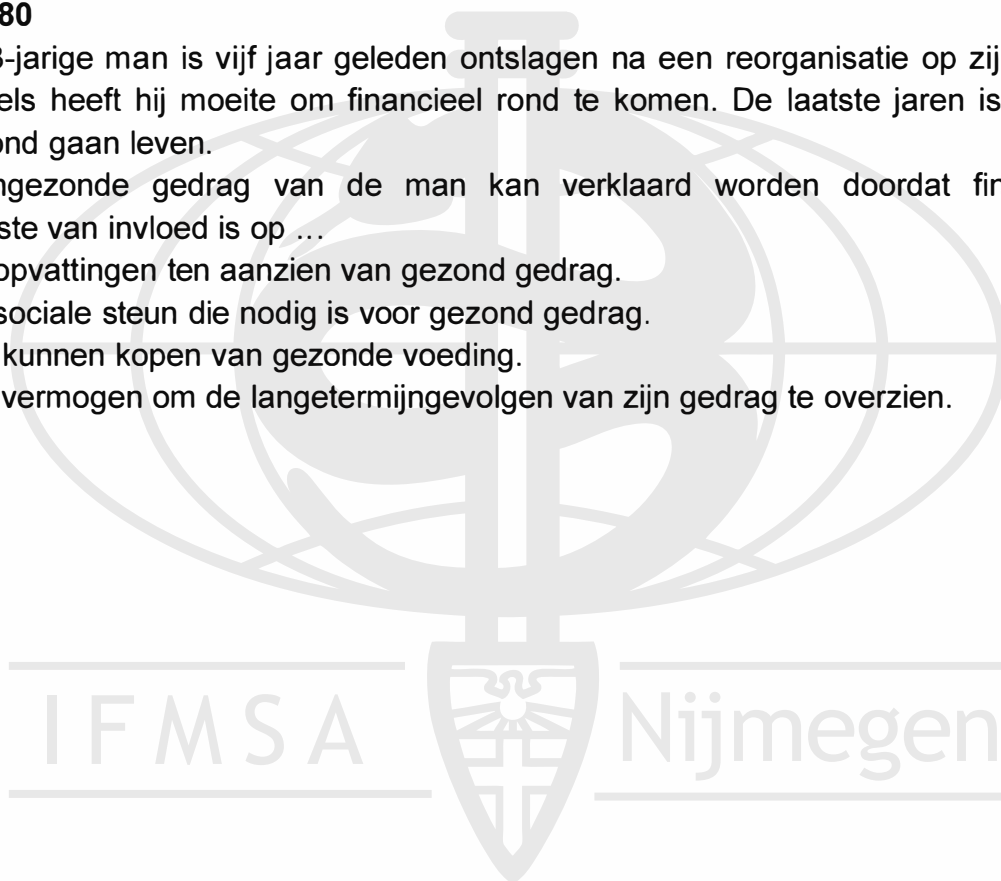 80
-jarige man is vijf jaar geleden ontslagen na een reorganisatie op zij
els heeft hij moeite om financieel rond te komen. De laatste jaren is
ond gaan leven.
ngezonde gedrag van de man kan verklaard worden doordat fin
ste van invloed is op ...
opvattingen ten aanzien van gezond gedrag.
sociale steun die nodig is voor gezond gedrag.
kunnen kopen van gezonde voeding.
vermogen om de langetermijngevolgen van zijn gedrag te overzien.
IFMSA Nijmegen